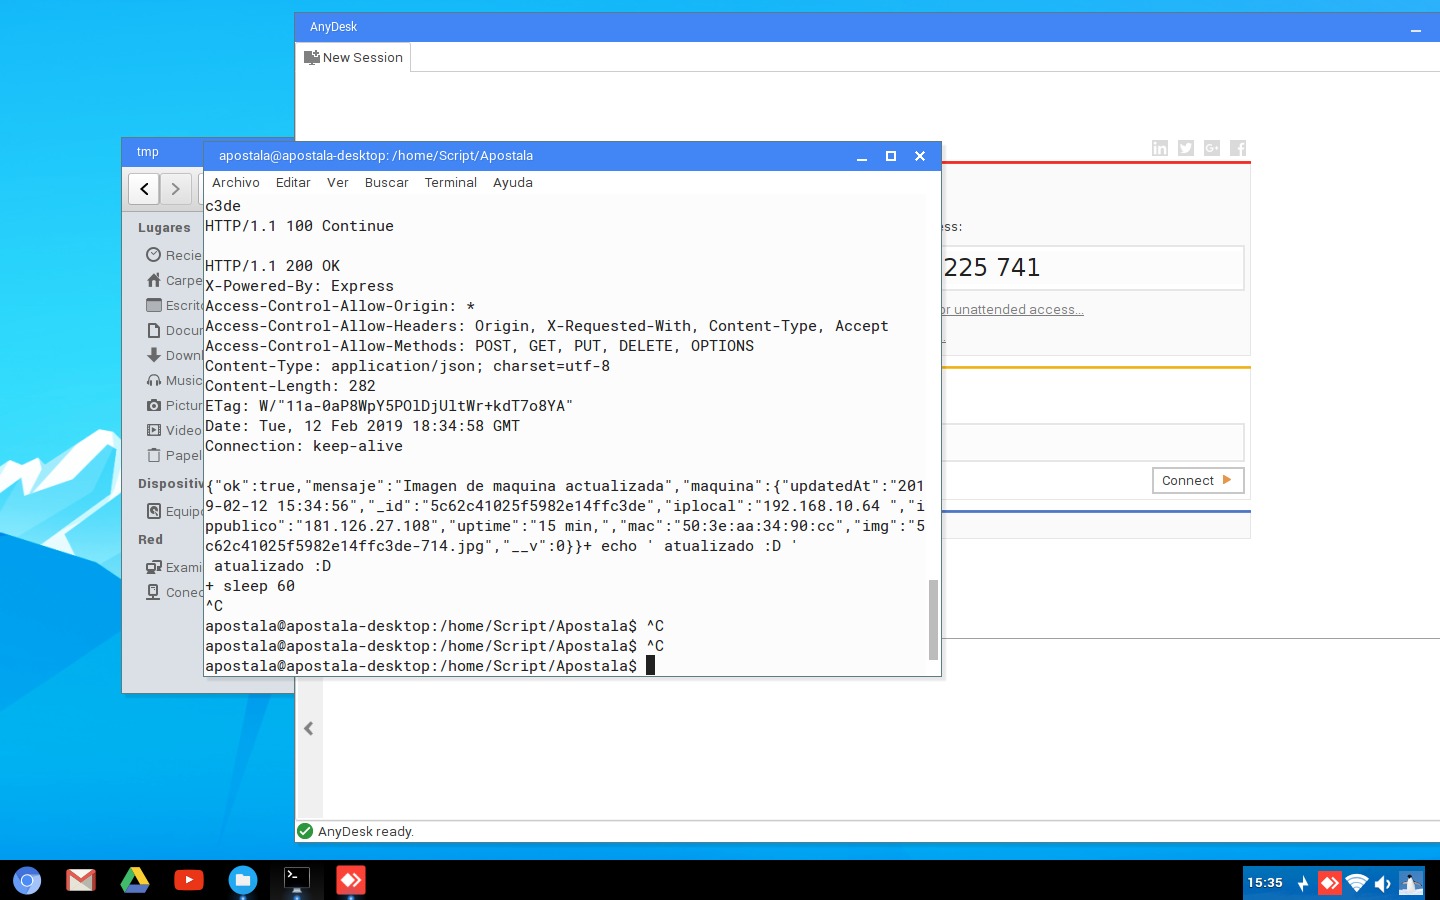 AnyDesk
New Session
tmp
apostala@apostala-desktop: /home/Script/Apostala
Archivo Editar Ver Buscar Terminal Ayuda
c3de
HTTP/1.1 100 Continue
HTTP/1.1 200 OK
X-Powered-By: Express
Access-Control-Allow-Origin: *
Access-Control-Allow-Headers: Origin, X-Requested-With, Content-Type, Accept
Access-Control-Allow-Methods: POST, GET, PUT, DELETE, OPTIONS
Content-Type: application/json; charset=utf-8
Content-Length: 282
ETag: W/"11a-0aP8WpY5POlDjUltWr+kdT7o8YA"
Date: Tue, 12 Feb 2019 18:34:58 GMT
Connection: keep-alive
{"ok":true,"mensaje":"Imagen de maquina actualizada","maquina":{"updatedAt":"201
9-02-12 15:34:56","_id":"5c62c41025f5982e14ffc3de","iplocal":"192.168.10.64 ","i
ppublico":"181.126.27.108","uptime":"15 min,","mac":"50:3e:aa:34:90:cc","img":"5
c62c41025f5982e14ffc3de-714.jpg","__v":0}}+ echo ' atualizado :D '
 atualizado :D
+ sleep 60
^C
apostala@apostala-desktop:/home/Script/Apostala$ ^C
apostala@apostala-desktop:/home/Script/Apostala$ ^C
apostala@apostala-desktop:/home/Script/Apostala$
Lugares
Recie
Carpe
Escrit
Docur
Downl
Music
Pictur
Video
Papel
Dispositiv
Equip
Red
Exami
Conec
ess:
225 741
or unattended access...
Connect
AnyDesk ready.
15:35